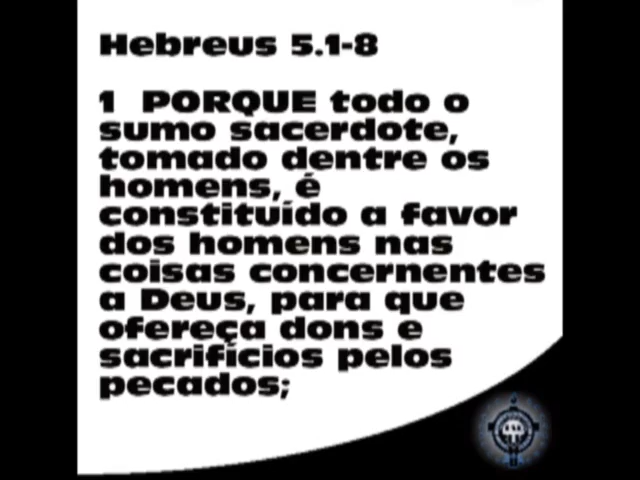 Hebreus 5.1-8
1 PORQUE todo o
sumo sacerdote,
tomado dentre os
homens, é
constituído a favor
dos homens nas
coisas concernentes
a Deus, para que
ofereça dons e
sacrifícios pelos
pecados;